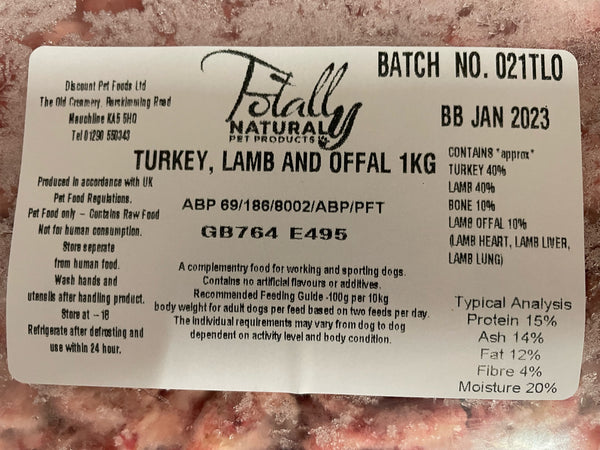 BATCH NO. 021TLO
BB JAN 2023
Discount Pet Foods Ltd
The Old Creamery, Barskimming Road
Mauchline KA5 5HQ
Tel 01290 550343
Totally
NATURAL
PET PRODUCTS
TURKEY, LAMB AND OFFAL 1KG
Produced in accordance with UK
Pet Food Regulations.
Pet Food only - Contains Raw Food
Not for human consumption.
Store seperate
from human food.
Wash hands and
utensils after handling product.
Store at -18
Refrigerate after defrosting and
use within 24 hour.
ABP 69/186/8002/ABP/PFT
GB764 E495
A complementry food for working and sporting dogs.
Contains no artificial flavours or additives.
Recommended Feeding Guide -100g per 10kg
body weight for adult dogs per feed based on two feeds per day.
The individual requirements may vary from dog to dog
dependent on activity level and body condition.
CONTAINS *approx*
TURKEY 40%
LAMB 40%
BONE 10%
LAMB OFFAL 10%
(LAMB HEART, LAMB LIVER,
LAMB LUNG)
Typical Analysis
Protein 15%
Ash 14%
Fat 12%
Fibre 4%
Moisture 20%